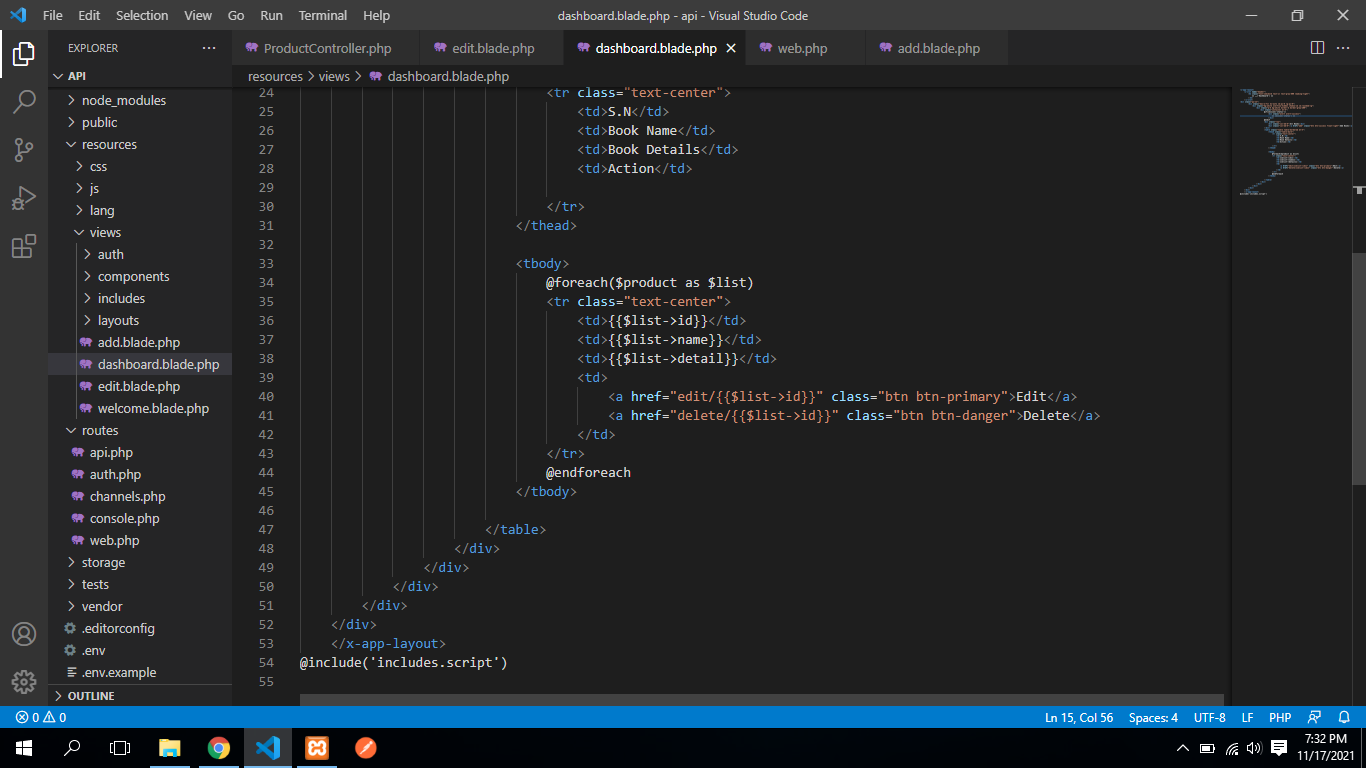 File Edit Selection View Go Run Terminal Help
dashboard.blade.php - api - Visual Studio Code
EXPLORER
API
node_modules
public
resources
css
js
lang
views
auth
components
includes
layouts
add.blade.php
dashboard.blade.php
edit.blade.php
welcome.blade.php
routes
api.php
auth.php
channels.php
console.php
web.php
storage
tests
vendor
.editorconfig
.env
.env.example
OUTLINE
ProductController.php edit.blade.php dashboard.blade.php web.php add.blade.php
resources > views > dashboard.blade.php
24 <tr class="text-center">
25 <td>S.N</td>
26 <td>Book Name</td>
27 <td>Book Details</td>
28 <td>Action</td>
29
30 </tr>
31 </thead>
32
33 <tbody>
34 @foreach($product as $list)
35 <tr class="text-center">
36 <td>{{$list->id}}</td>
37 <td>{{$list->name}}</td>
38 <td>{{$list->detail}}</td>
39 <td>
40 <a href="edit/{{$list->id}}" class="btn btn-primary">Edit</a>
41 <a href="delete/{{$list->id}}" class="btn btn-danger">Delete</a>
42 </td>
43 </tr>
44 @endforeach
45 </tbody>
46
47 </table>
48 </div>
49 </div>
50 </div>
51 </div>
52 </div>
53 </x-app-layout>
54 @include('includes.script')
55
0 0
Ln 15, Col 56 Spaces: 4 UTF-8 LF PHP
7:32 PM
11/17/2021